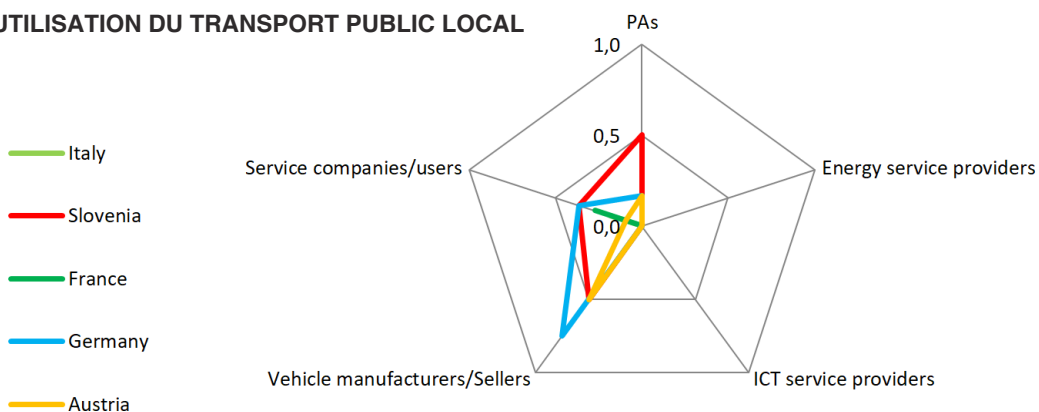 UTILISATION DU TRANSPORT PUBLIC LOCAL
PAs
1,0
0,5
0,0
Italy
Slovenia
France
Germany
Austria
Service companies/users
Energy service providers
Vehicle manufacturers/Sellers
ICT service providers